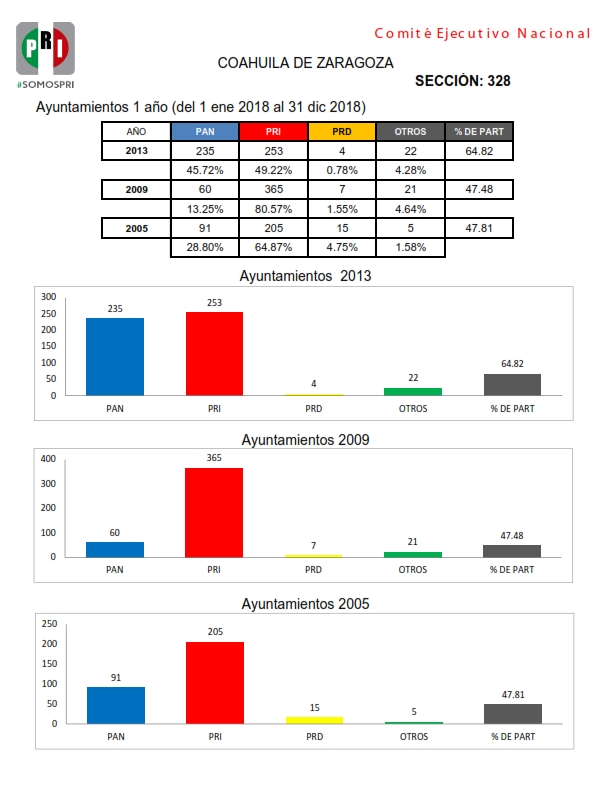 Comité Ejecutivo Nacional
PRI
#SOMOSPRI
COAHUILA DE ZARAGOZA
SECCIÓN: 328
Ayuntamientos 1 año (del 1 ene 2018 al 31 dic 2018)
AÑO PAN PRI PRD OTROS % DE PART
2013 235 253 4 22 64.82
45.72% 49.22% 0.78% 4.28%
2009 60 365 7 21 47.48
13.25% 80.57% 1.55% 4.64%
2005 91 205 15 5 47.81
28.80% 64.87% 4.75% 1.58%
Ayuntamientos 2013
300
250
200
150
100
50
0
235 253 4 22 64.82
PAN PRI PRD OTROS % DE PART
Ayuntamientos 2009
400
300
200
100
0
60 365 7 21 47.48
PAN PRI PRD OTROS % DE PART
Ayuntamientos 2005
250
200
150
100
50
0
91 205 15 5 47.81
PAN PRI PRD OTROS % DE PART